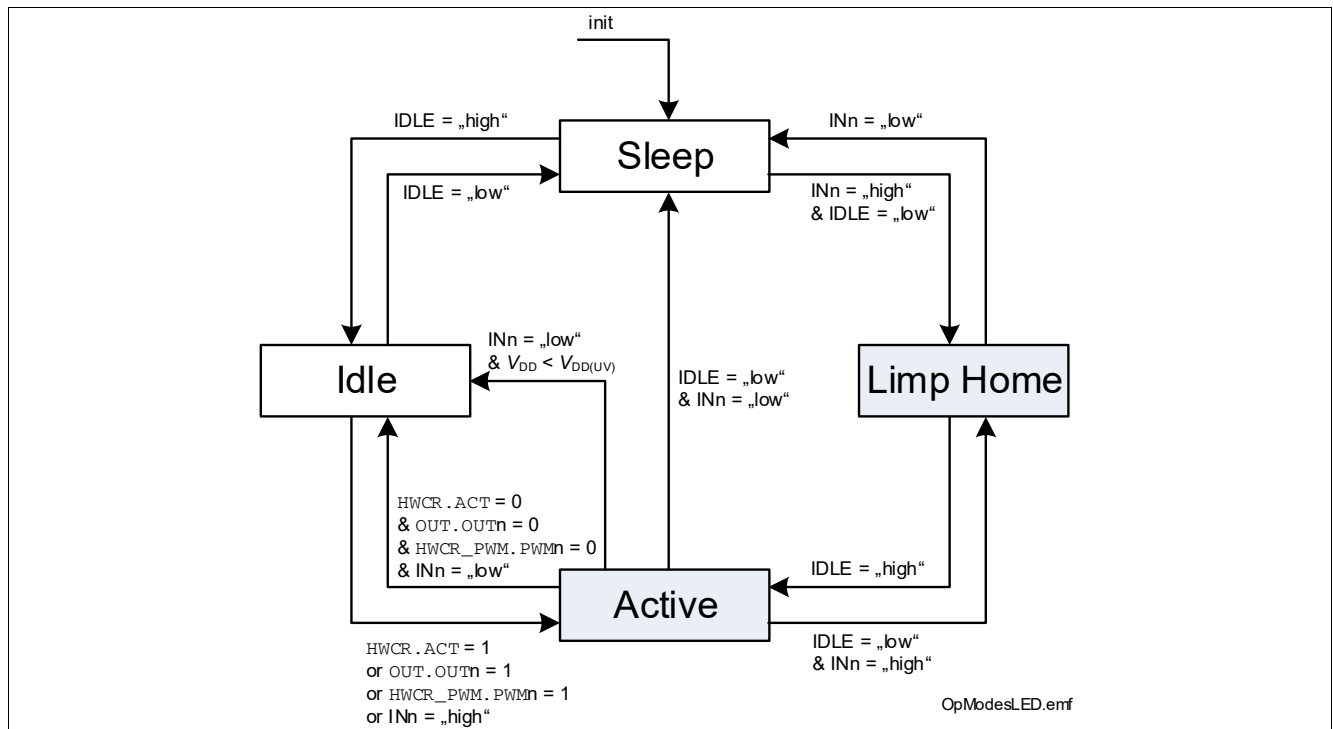 init
IDLE = „high“
INn = „low“
Sleep
IDLE = „low“
INn = „high“
& IDLE = „low“
INn = „low“
& VDD < VDD(UV)
Idle
IDLE = „low“
& INn = „low“
Limp Home
HWCR.ACT = 0
& OUT.OUTn = 0
& HWCR_PWM.PWMn = 0
& INn = „low“
IDLE = „high“
Active
IDLE = „low“
& INn = „high“
HWCR.ACT = 1
or OUT.OUTn = 1
or HWCR_PWM.PWMn = 1
or INn = „high“
OpModesLED.emf